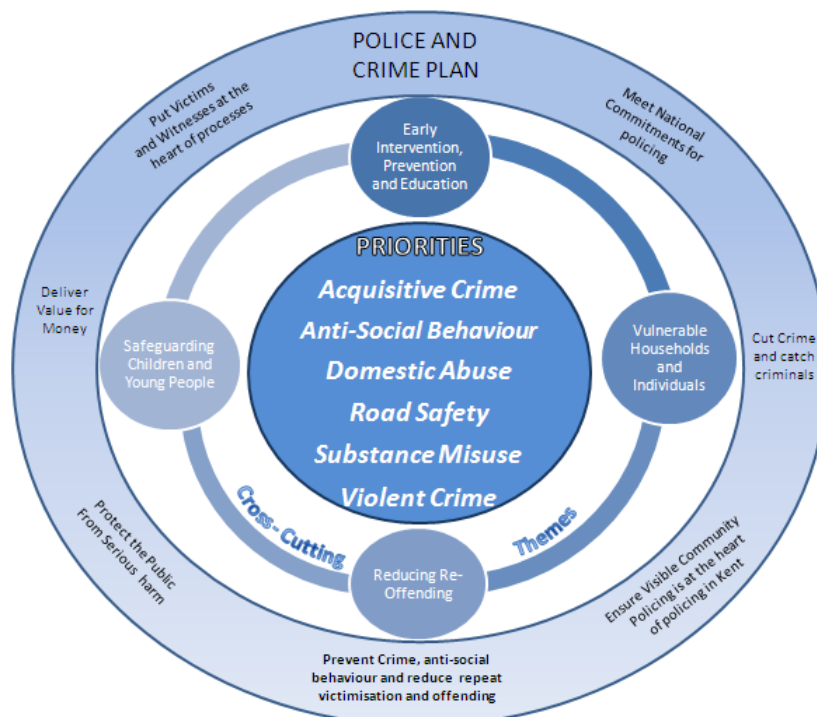 POLICE AND
CRIME PLAN
Put Victims
and Witnesses at the
heart of processes
Meet National
Commitments for
policing
Early
Intervention,
Prevention
and Education
PRIORITIES
Acquisitive Crime
Anti-Social Behaviour
Domestic Abuse
Road Safety
Substance Misuse
Violent Crime
Deliver
Value for
Money
Safeguarding
Children and
Young People
Vulnerable
Households
and
Individuals
Cut Crime
and catch
criminals
Cross-Cutting
Themes
Reducing Re-
Offending
Protect the Public
From Serious harm
Ensure Visible Community
Policing is at the heart
of policing in Kent
Prevent Crime, anti-social
behaviour and reduce repeat
victimisation and offending